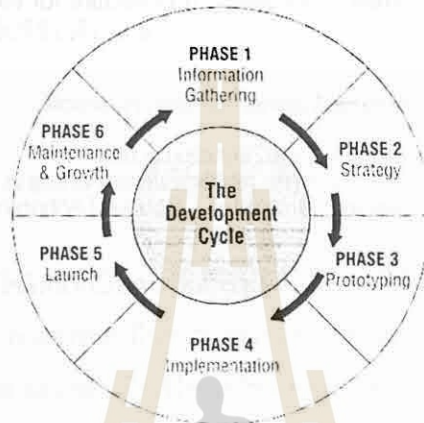 PHASE 1
Information
Gathering
PHASE 2
Strategy
PHASE 3
Prototyping
PHASE 4
Implementation
PHASE 5
Launch
PHASE 6
Maintenance
& Growth
The
Development
Cycle